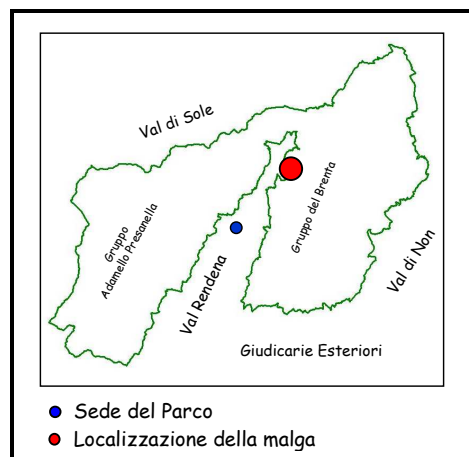 Val di Sole
Gruppo
Adamello Presanella
Val Rendena
Gruppo del Brenta
Val di Non
Giudicarie Esteriori
Sede del Parco
Localizzazione della malga